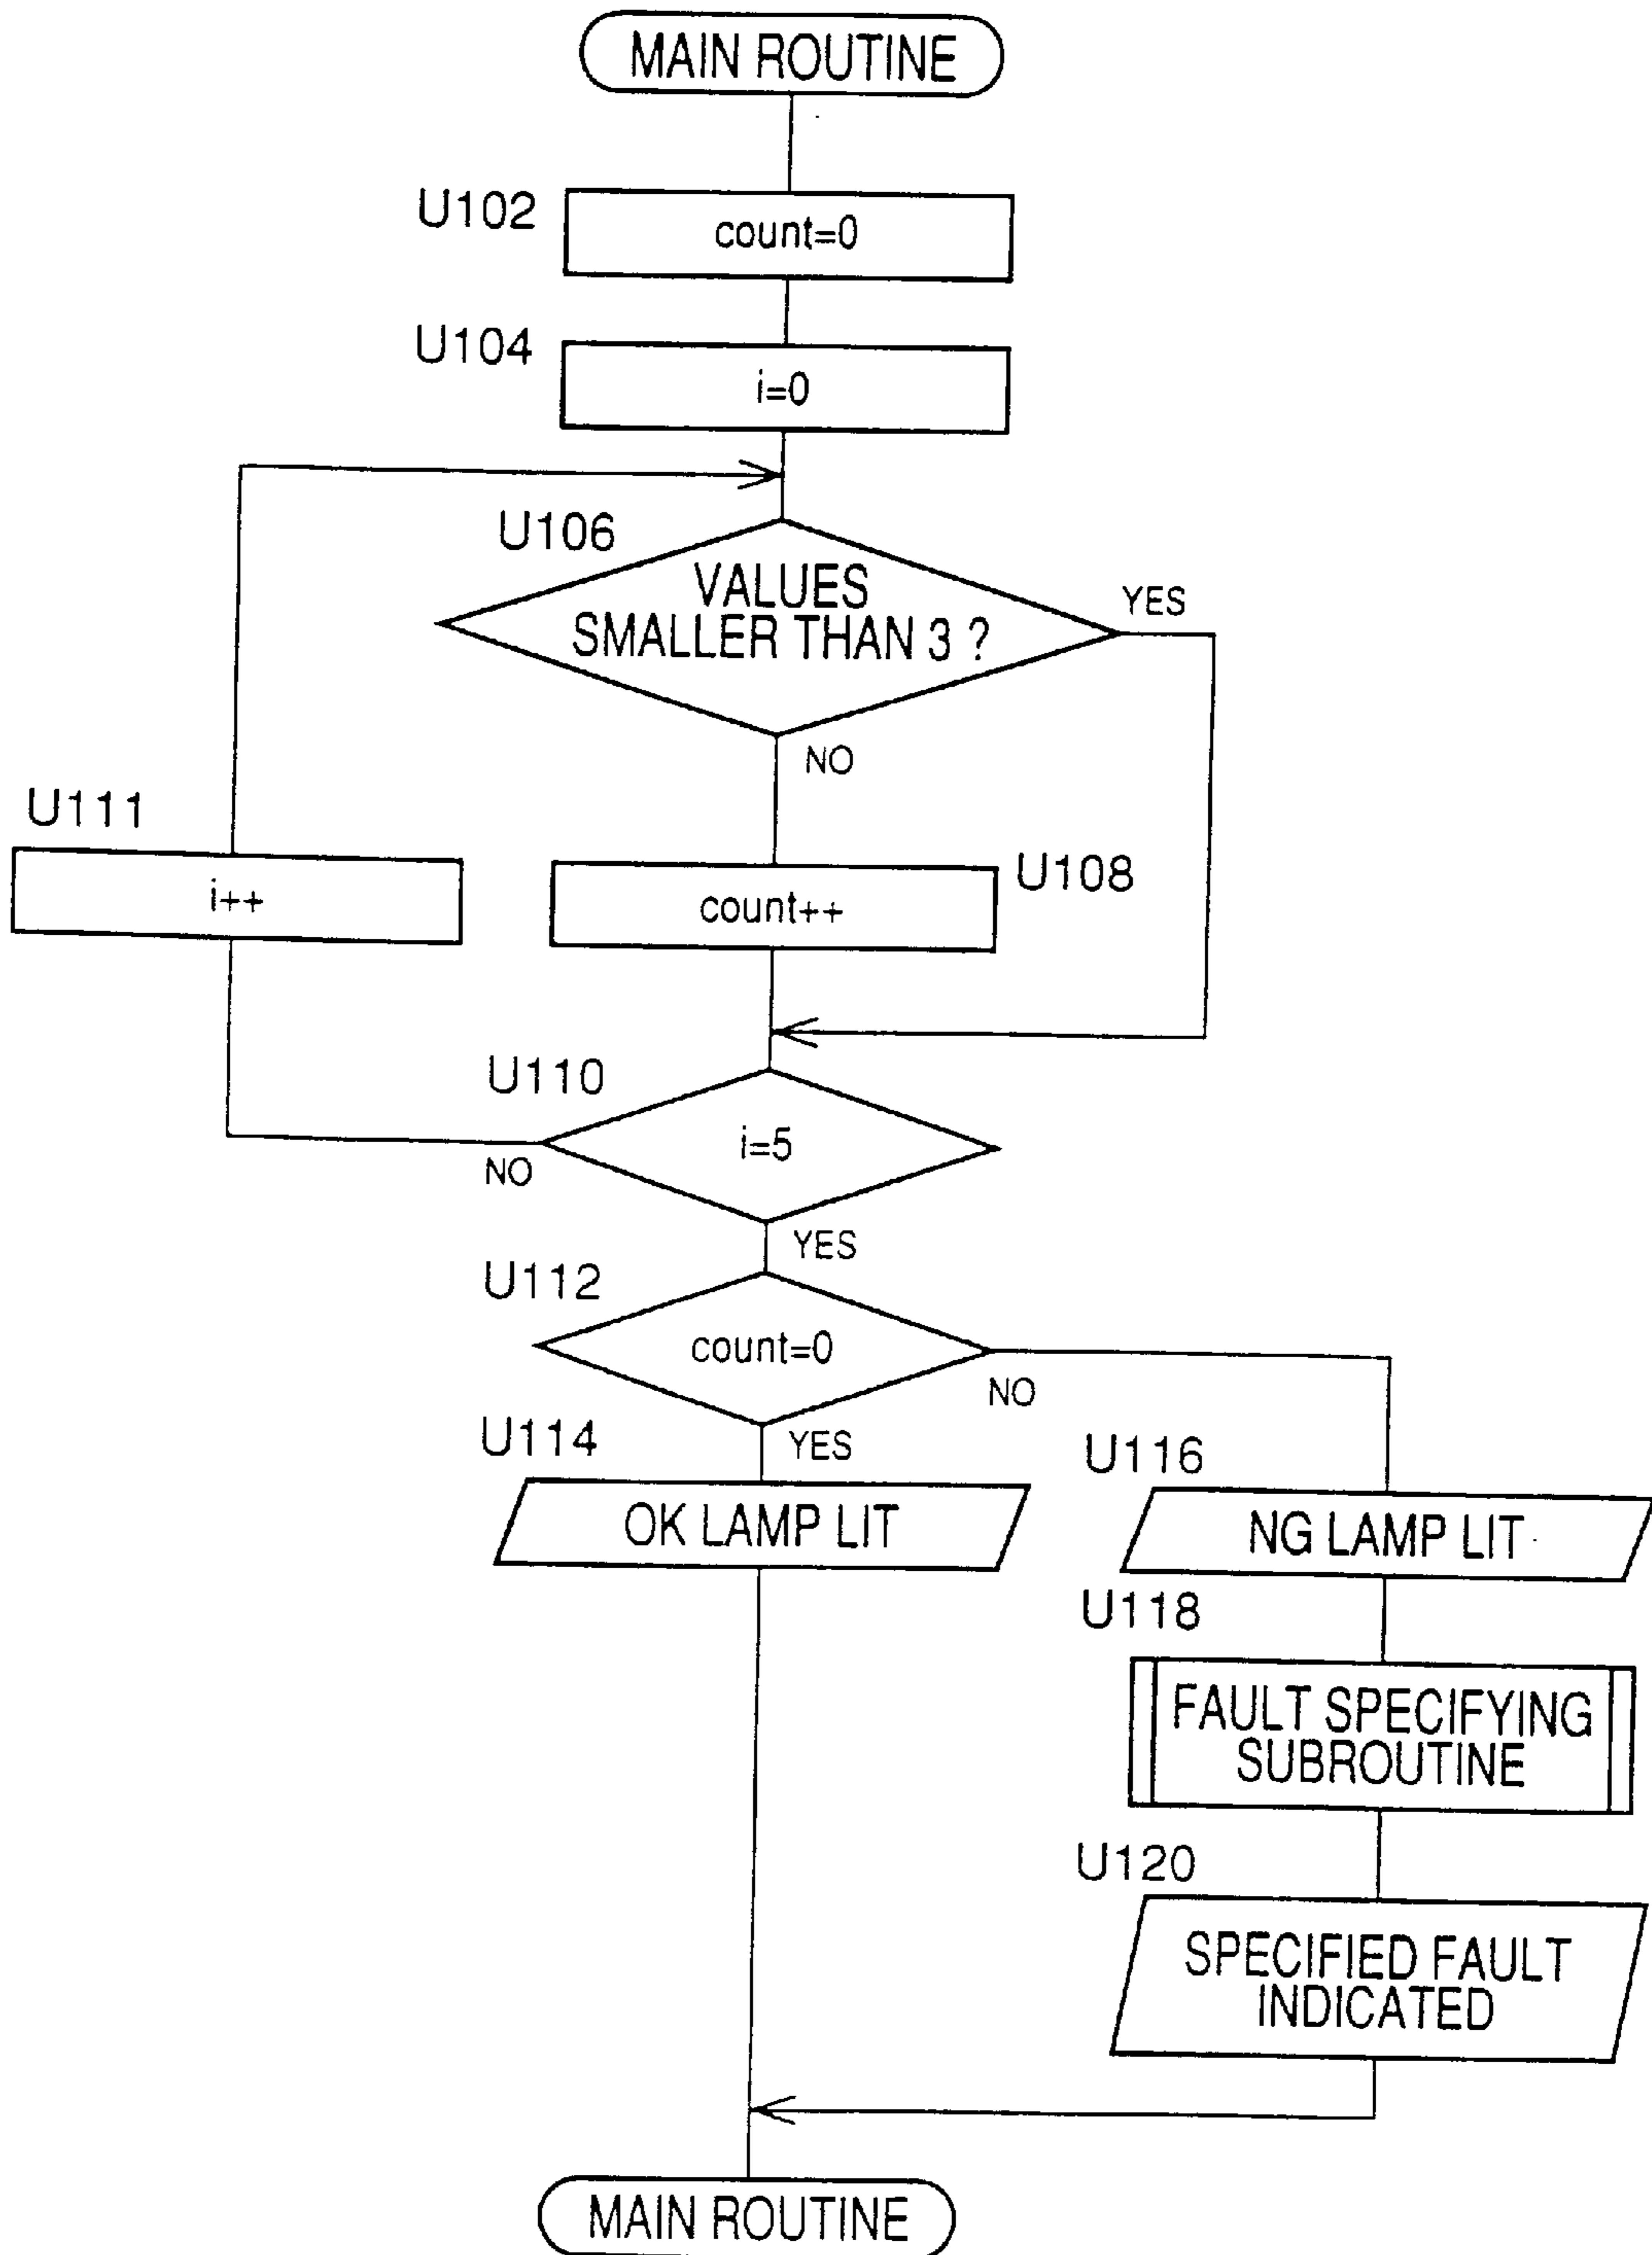 MAIN ROUTINE
U102
count=0
U104
i=0
U106
VALUES
SMALLER THAN 3 ?
YES
NO
U111
i++
U108
count++
U110
i=5
NO
YES
U112
count=0
NO
YES
U114
OK LAMP LIT
U116
NG LAMP LIT
U118
FAULT SPECIFYING
SUBROUTINE
U120
SPECIFIED FAULT
INDICATED
MAIN ROUTINE